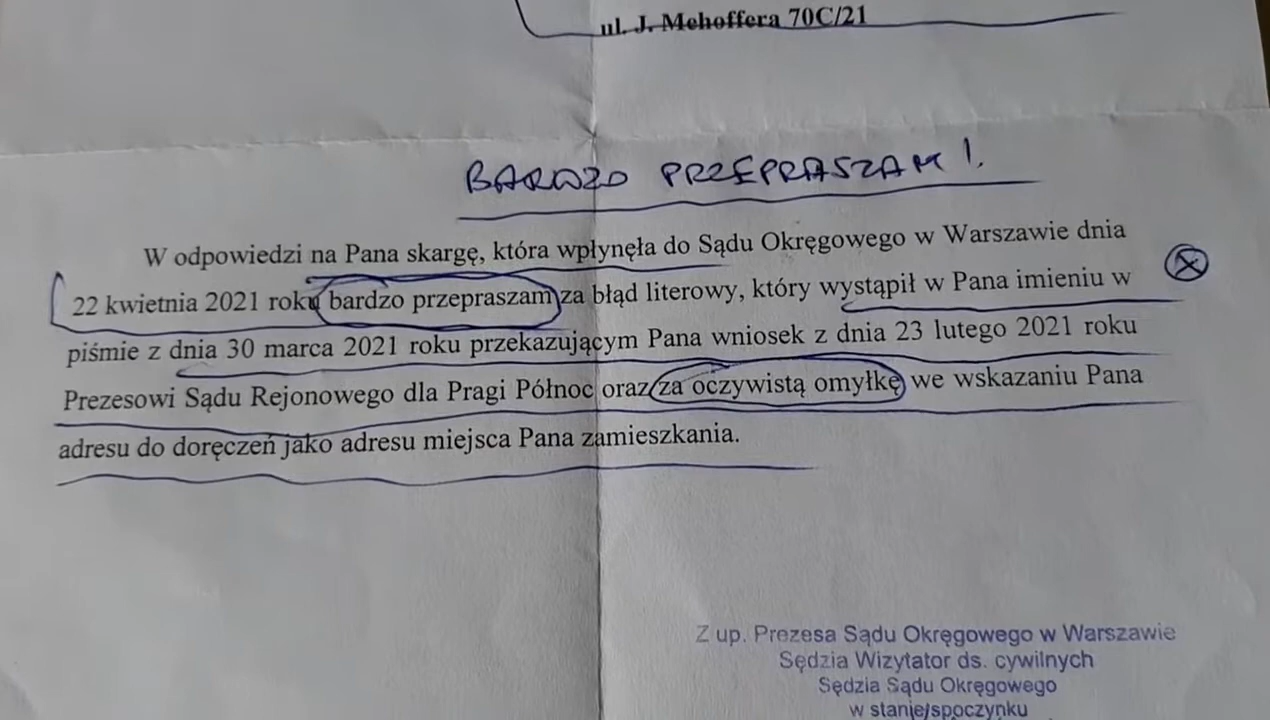 ul. J. Mehoffera 70C/21
BARDZO PRZEPRASZAM!.
W odpowiedzi na Pana skargę, która wpłynęła do Sądu Okręgowego w Warszawie dnia
22 kwietnia 2021 roku bardzo przepraszam za błąd literowy, który wystąpił w Pana imieniu w
piśmie z dnia 30 marca 2021 roku przekazującym Pana wniosek z dnia 23 lutego 2021 roku
Prezesowi Sądu Rejonowego dla Pragi Północ oraz za oczywistą omyłkę we wskazaniu Pana
adresu do doręczeń jako adresu miejsca Pana zamieszkania.
Z up. Prezesa Sądu Okręgowego w Warszawie
Sędzia Wizytator ds. cywilnych
Sędzia Sądu Okręgowego
w stanie spoczynku